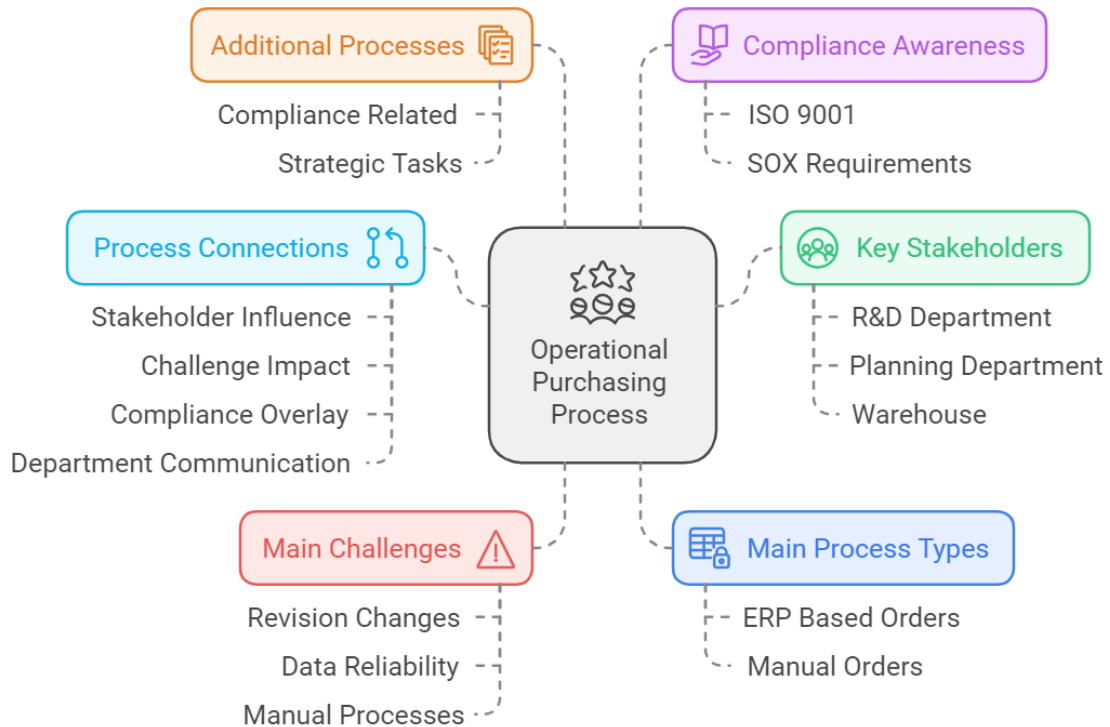 Additional Processes
Compliance Related
Strategic Tasks
Compliance Awareness
ISO 9001
SOX Requirements
Process Connections
Stakeholder Influence
Challenge Impact
Compliance Overlay
Department Communication
Operational
Purchasing
Process
Key Stakeholders
R&D Department
Planning Department
Warehouse
Main Challenges
Revision Changes
Data Reliability
Manual Processes
Main Process Types
ERP Based Orders
Manual Orders